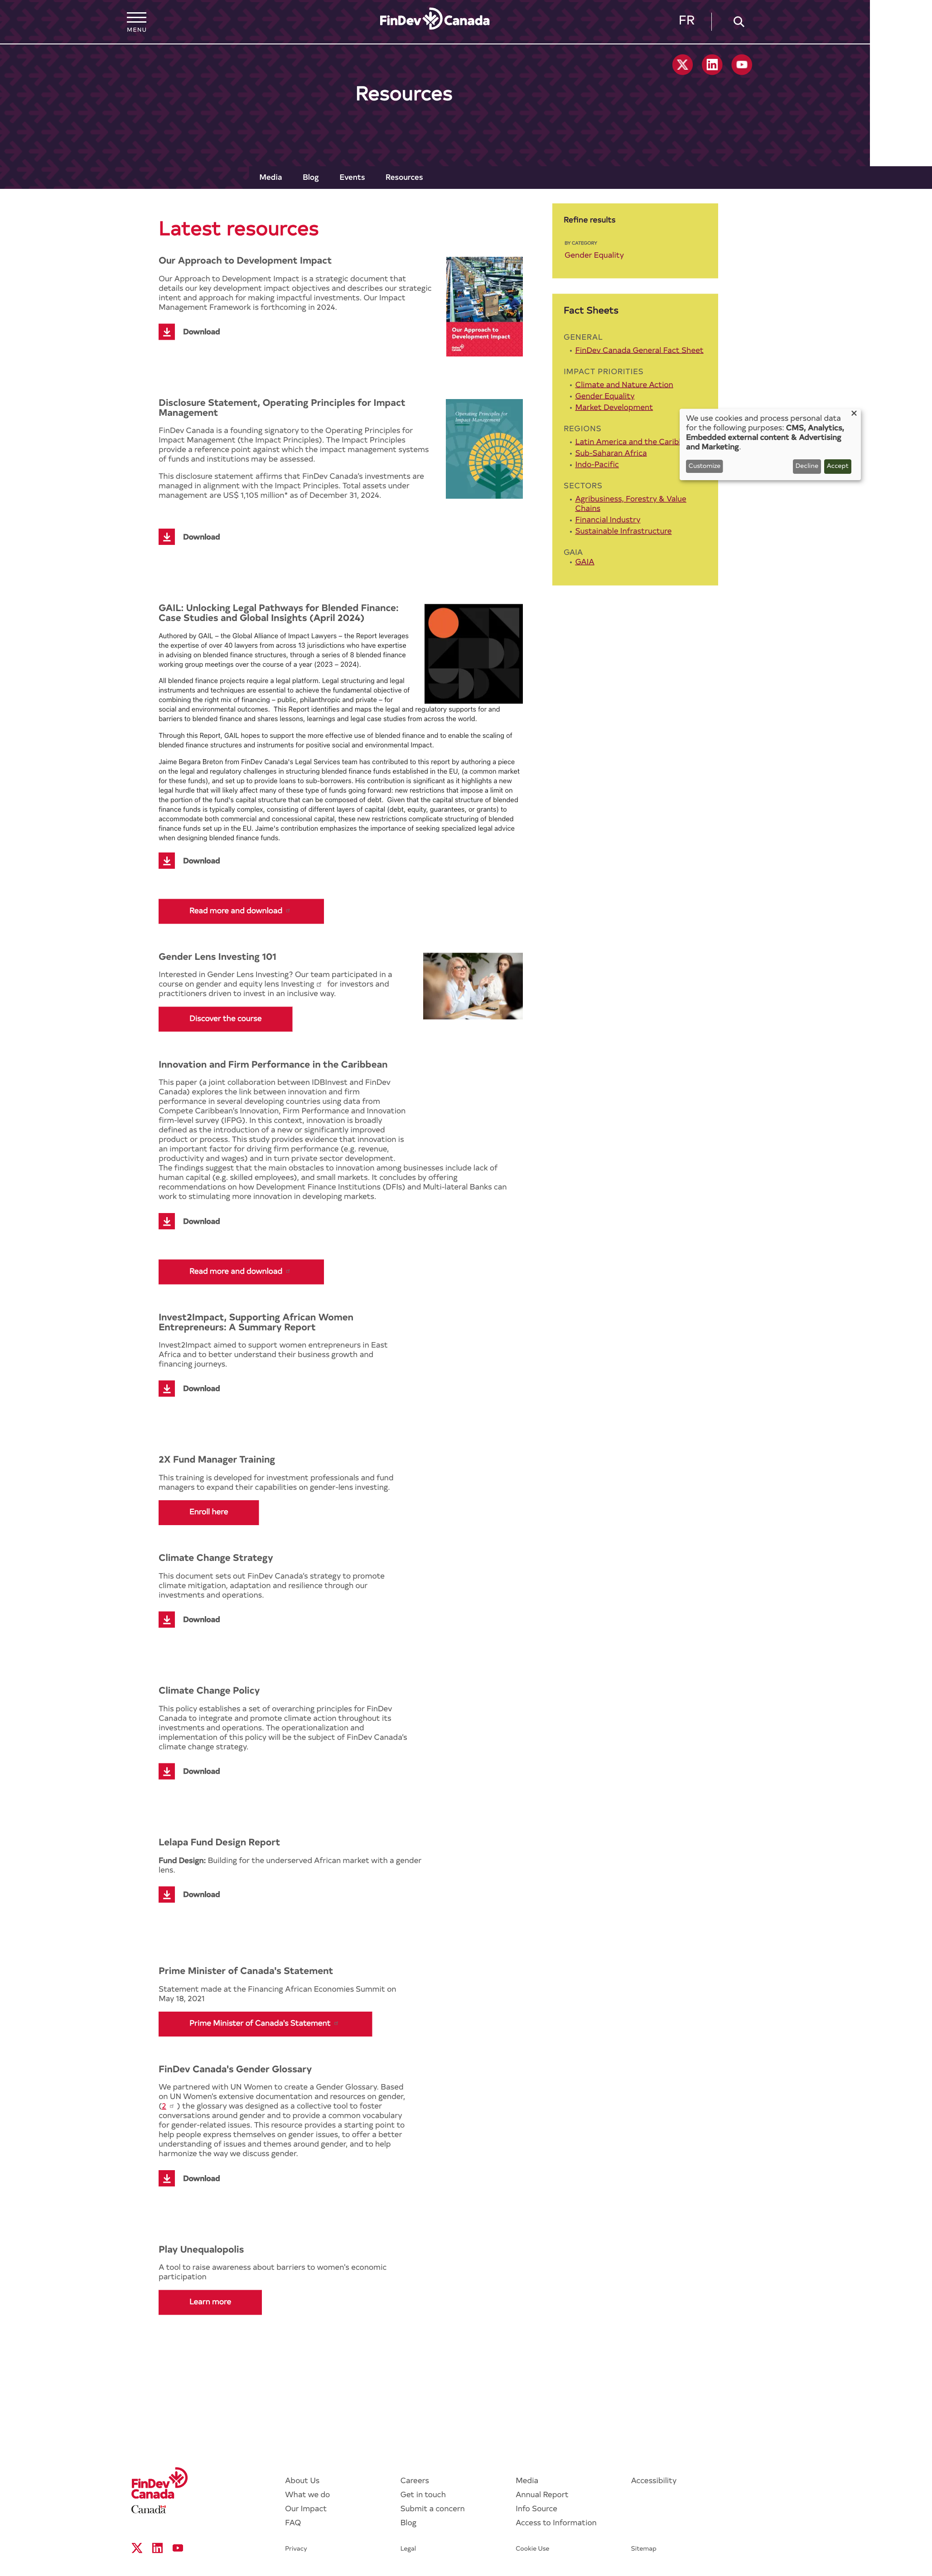 MENU
FinDev Canada
FR
Resources
Media Blog Events Resources
Latest resources
Our Approach to Development Impact
Our Approach to Development Impact is a strategic document that
details our key development impact objectives and describes our strategic
intent and approach for making impactful investments. Our Impact
Management Framework is forthcoming in 2024.
Download
Our Approach to
Development Impact
Disclosure Statement, Operating Principles for Impact
Management
FinDev Canada is a founding signatory to the Operating Principles for
Impact Management (the Impact Principles). The Impact Principles
provide a reference point against which the impact management systems
of funds and institutions may be assessed.
This disclosure statement affirms that FinDev Canada's investments are
managed in alignment with the Impact Principles. Total assets under
management are US$ 1,105 million* as of December 31, 2024.
Download
Operating Principles for
Impact Management
GAIL: Unlocking Legal Pathways for Blended Finance:
Case Studies and Global Insights (April 2024)
Authored by GAIL – the Global Alliance of Impact Lawyers – the Report leverages
the expertise of over 40 lawyers from across 13 jurisdictions who have expertise
in advising on blended finance structures, through a series of 8 blended finance
working group meetings over the course of a year (2023 – 2024).
All blended finance projects require a legal platform. Legal structuring and legal
instruments and techniques are essential to achieve the fundamental objective of
combining the right mix of financing – public, philanthropic and private – for
social and environmental outcomes.  This Report identifies and maps the legal and regulatory supports for and
barriers to blended finance and shares lessons, learnings and legal case studies from across the world.
Through this Report, GAIL hopes to support the more effective use of blended finance and to enable the scaling of
blended finance structures and instruments for positive social and environmental Impact.
Jaime Begara Breton from FinDev Canada's Legal Services team has contributed to this report by authoring a piece
on the legal and regulatory challenges in structuring blended finance funds established in the EU, (a common market
for these funds), and set up to provide loans to sub-borrowers. His contribution is significant as it highlights a new
legal hurdle that will likely affect many of these type of funds going forward: new restrictions that impose a limit on
the portion of the fund's capital structure that can be composed of debt.  Given that the capital structure of blended
finance funds is typically complex, consisting of different layers of capital (debt, equity, guarantees, or grants) to
accommodate both commercial and concessional capital, these new restrictions complicate structuring of blended
finance funds set up in the EU. Jaime's contribution emphasizes the importance of seeking specialized legal advice
when designing blended finance funds.
Download
Read more and download
Gender Lens Investing 101
Interested in Gender Lens Investing? Our team participated in a
course on gender and equity lens Investing for investors and
practitioners driven to invest in an inclusive way.
Discover the course
Innovation and Firm Performance in the Caribbean
This paper (a joint collaboration between IDBInvest and FinDev
Canada) explores the link between innovation and firm
performance in several developing countries using data from
Compete Caribbean's Innovation, Firm Performance and Innovation
firm-level survey (IFPG). In this context, innovation is broadly
defined as the introduction of a new or significantly improved
product or process. This study provides evidence that innovation is
an important factor for driving firm performance (e.g. revenue,
productivity and wages) and in turn private sector development.
The findings suggest that the main obstacles to innovation among businesses include lack of
human capital (e.g. skilled employees), and small markets. It concludes by offering
recommendations on how Development Finance Institutions (DFIs) and Multi-lateral Banks can
work to stimulating more innovation in developing markets.
Download
Read more and download
Invest2Impact, Supporting African Women
Entrepreneurs: A Summary Report
Invest2Impact aimed to support women entrepreneurs in East
Africa and to better understand their business growth and
financing journeys.
Download
2X Fund Manager Training
This training is developed for investment professionals and fund
managers to expand their capabilities on gender-lens investing.
Enroll here
Climate Change Strategy
This document sets out FinDev Canada's strategy to promote
climate mitigation, adaptation and resilience through our
investments and operations.
Download
Climate Change Policy
This policy establishes a set of overarching principles for FinDev
Canada to integrate and promote climate action throughout its
investments and operations. The operationalization and
implementation of this policy will be the subject of FinDev Canada's
climate change strategy.
Download
Lelapa Fund Design Report
Fund Design: Building for the underserved African market with a gender
lens.
Download
Prime Minister of Canada's Statement
Statement made at the Financing African Economies Summit on
May 18, 2021
Prime Minister of Canada's Statement
FinDev Canada's Gender Glossary
We partnered with UN Women to create a Gender Glossary. Based
on UN Women's extensive documentation and resources on gender,
(2 ) the glossary was designed as a collective tool to foster
conversations around gender and to provide a common vocabulary
for gender-related issues. This resource provides a starting point to
help people express themselves on gender issues, to offer a better
understanding of issues and themes around gender, and to help
harmonize the way we discuss gender.
Download
Play Unequalopolis
A tool to raise awareness about barriers to women's economic
participation
Learn more
Refine results
BY CATEGORY
Gender Equality
Fact Sheets
GENERAL
• FinDev Canada General Fact Sheet
IMPACT PRIORITIES
• Climate and Nature Action
• Gender Equality
• Market Development
REGIONS
• Latin America and the Carib
• Sub-Saharan Africa
• Indo-Pacific
SECTORS
• Agribusiness, Forestry & Value
Chains
• Financial Industry
• Sustainable Infrastructure
GAIA
• GAIA
We use cookies and process personal data
for the following purposes: CMS, Analytics,
Embedded external content & Advertising
and Marketing.
Customize Decline Accept
FinDev
Canada
Canada
About Us
What we do
Our Impact
FAQ
Careers
Get in touch
Submit a concern
Blog
Media
Annual Report
Info Source
Access to Information
Accessibility
Privacy Legal Cookie Use Sitemap